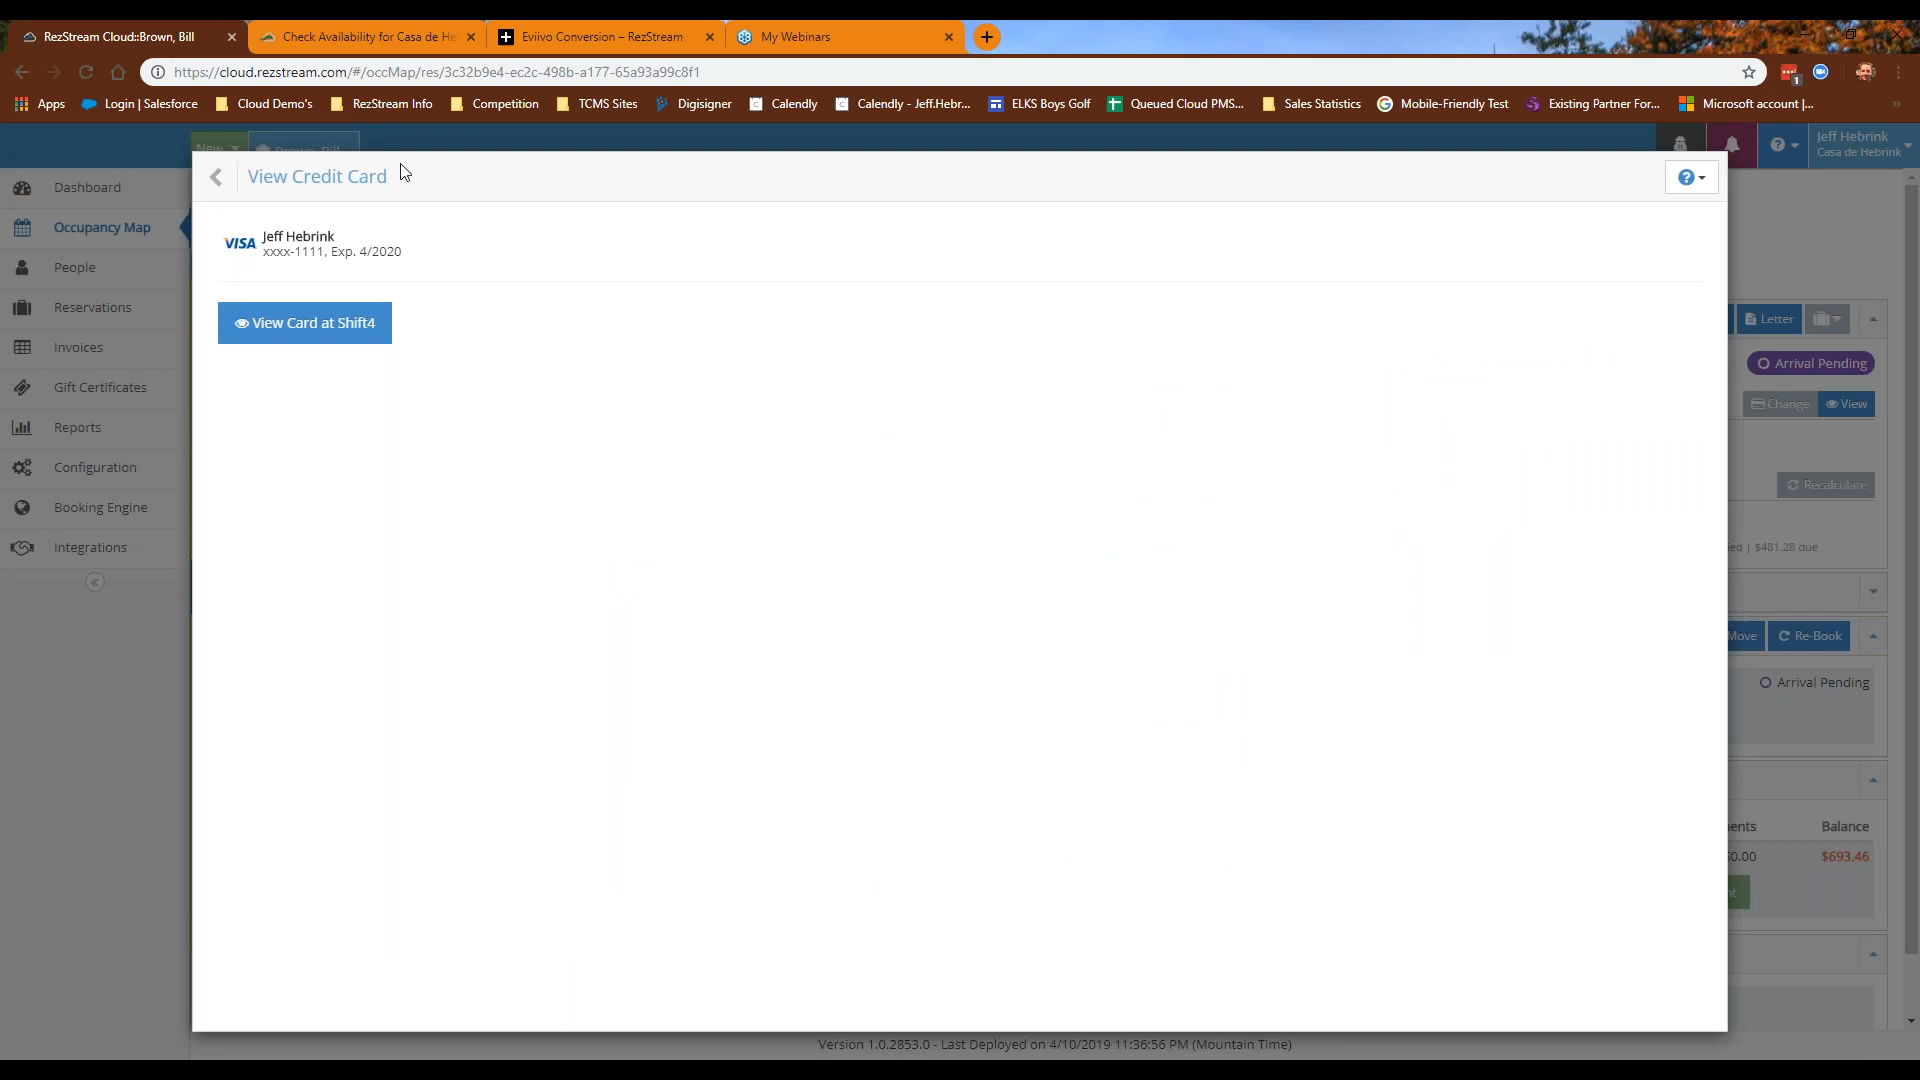 RezStream Cloud::Brown, Bill
Check Availability for Casa de He
Eviivo Conversion – RezStream
My Webinars
https://cloud.rezstream.com/#/occMap/res/3c32b9e4-ec2c-498b-a177-65a93a99c8f1
1
Apps
Login | Salesforce
Cloud Demo's
RezStream Info
Competition
TCMS Sites
Digisigner
Calendly
Calendly - Jeff.Hebr...
ELKS Boys Golf
Queued Cloud PMS...
Sales Statistics
Mobile-Friendly Test
Existing Partner For...
Microsoft account |...
New
Brown, Bill
Jeff Hebrink
Casa de Hebrink
View Credit Card
VISA
Jeff Hebrink
xxxx-1111, Exp. 4/2020
View Card at Shift4
Dashboard
Occupancy Map
People
Reservations
Invoices
Gift Certificates
Reports
Configuration
Booking Engine
Integrations
Letter
Arrival Pending
Change
View
Recalculate
| $481.28 due
Move
Re-Book
Arrival Pending
Balance
$693.46
Version 1.0.2853.0 - Last Deployed on 4/10/2019 11:36:56 PM (Mountain Time)